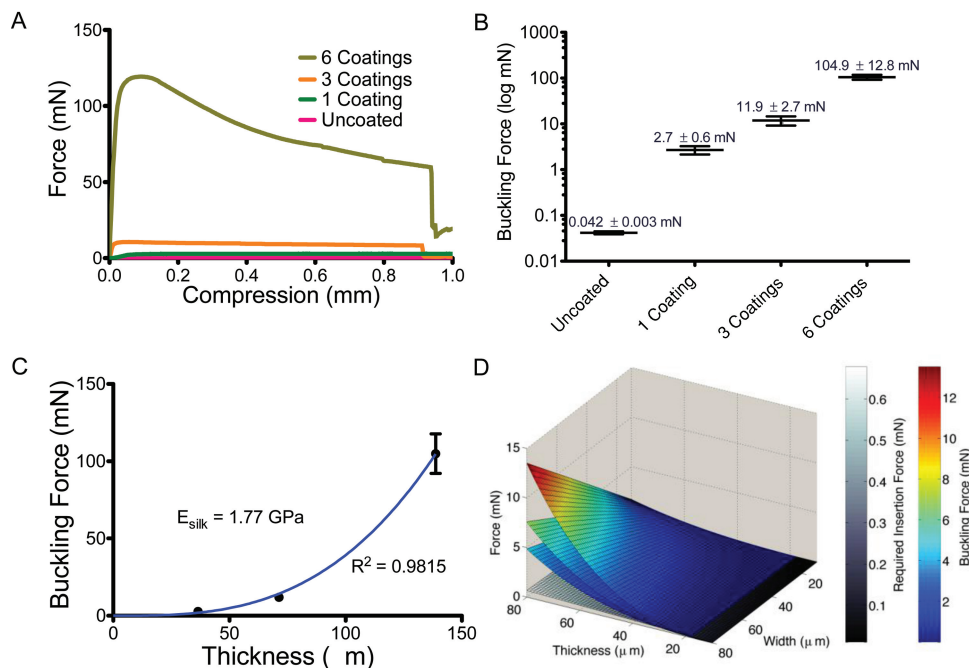 A
Force (mN)
150
100
50
0
0.0 0.2 0.4 0.6 0.8 1.0
Compression (mm)
6 Coatings
3 Coatings
1 Coating
Uncoated
B
Buckling Force (log mN)
1000
100
10
1
0.1
0.01
0.042 ± 0.003 mN
2.7 ± 0.6 mN
11.9 ± 2.7 mN
104.9 ± 12.8 mN
Uncoated
1 Coating
3 Coatings
6 Coatings
C
Buckling Force (mN)
150
100
50
0
0 50 100 150
Thickness ( m)
E silk = 1.77 GPa
R² = 0.9815
D
Force (mN)
15
10
5
0
80 60 40 20
Thickness (μ m)
80 60 40 20
Width (μ m)
Required Insertion Force (mN)
0.6
0.5
0.4
0.3
0.2
0.1
Buckling Force (mN)
12
10
8
6
4
2